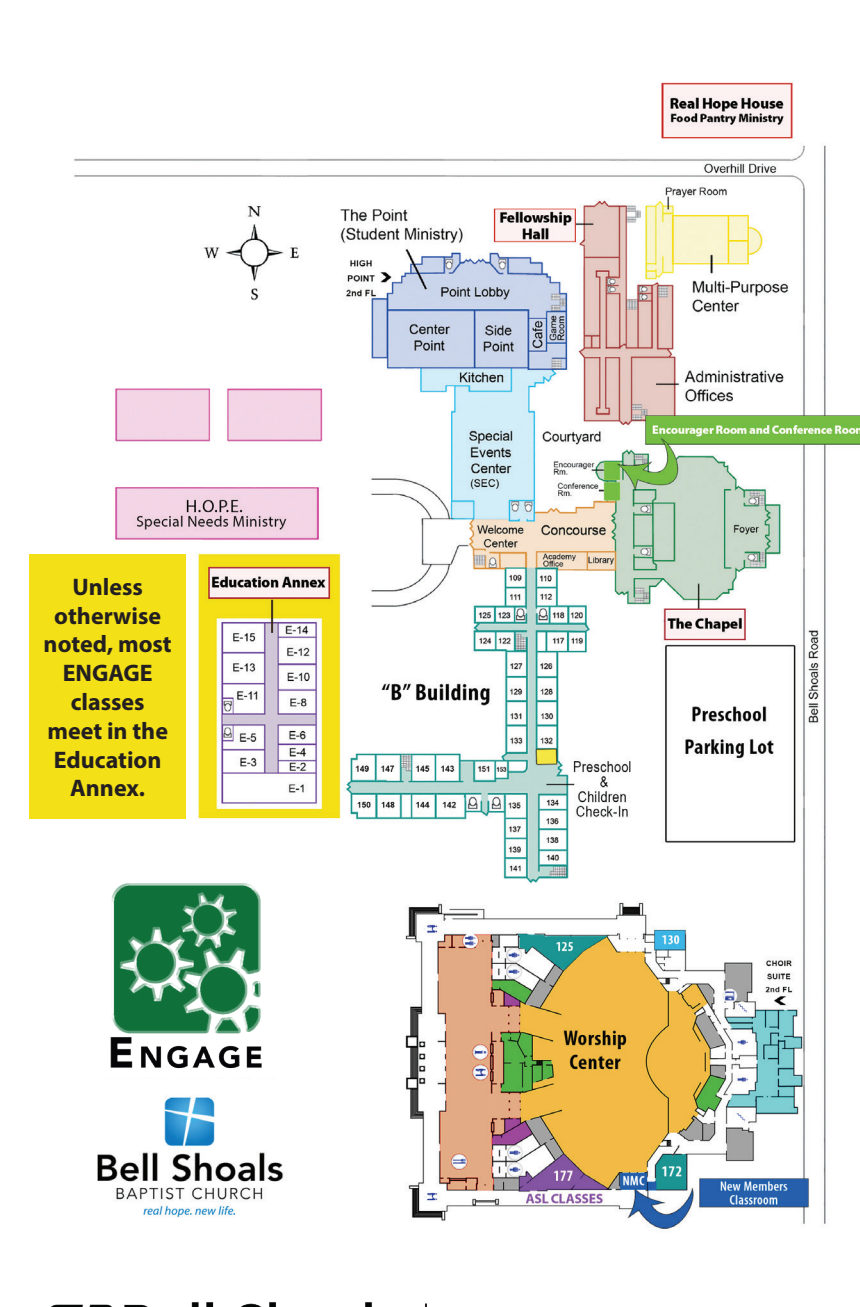 Real Hope House
Food Pantry Ministry
Overhill Drive
N
W
E
S
The Point
(Student Ministry)
HIGH
POINT
2nd FL
Fellowship
Hall
Prayer Room
Multi-Purpose
Center
Point Lobby
Center
Point
Side
Point
Cafe
Game
Room
Kitchen
Administrative
Offices
Encourager Room and Conference Room
Special
Events
Center
(SEC)
Courtyard
Encourager
Rm.
Conference
Rm.
H.O.P.E.
Special Needs Ministry
Welcome
Center
Concourse
Academy
Office
Library
Foyer
The Chapel
Unless
otherwise
noted, most
ENGAGE
classes
meet in the
Education
Annex.
Education Annex
E-15
E-14
E-12
E-13
E-10
E-11
E-8
E-5
E-6
E-4
E-3
E-2
E-1
109
110
111
112
125
123
118
120
124
122
117
119
127
126
129
128
131
130
133
132
"B" Building
149
147
145
143
151
153
150
148
144
142
135
134
137
136
139
138
141
140
Preschool
&
Children
Check-In
Preschool
Parking Lot
Bell Shoals Road
125
130
CHOIR
SUITE
2nd FL
Worship
Center
177
NMC
172
ASL CLASSES
New Members
Classroom
ENGAGE
Bell Shoals
BAPTIST CHURCH
real hope. new life.